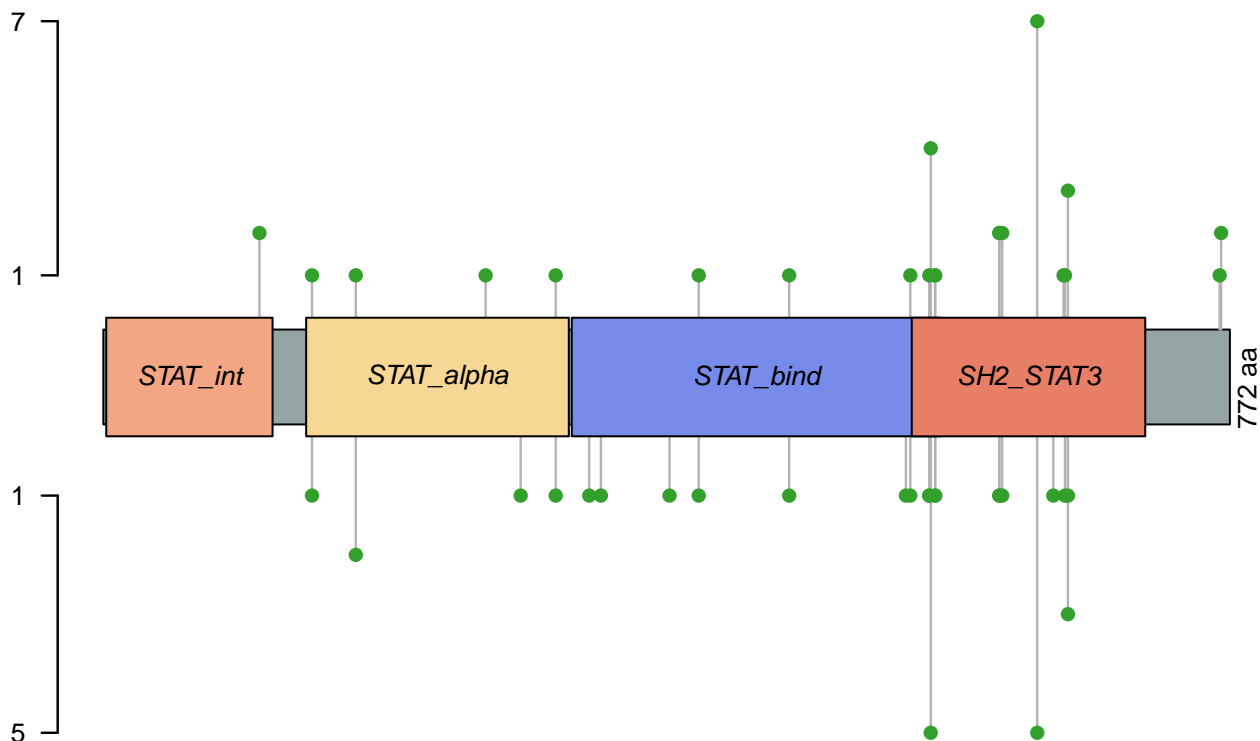 7
1
STAT_int
STAT_alpha
STAT_bind
SH2_STAT3
772 aa
1
5